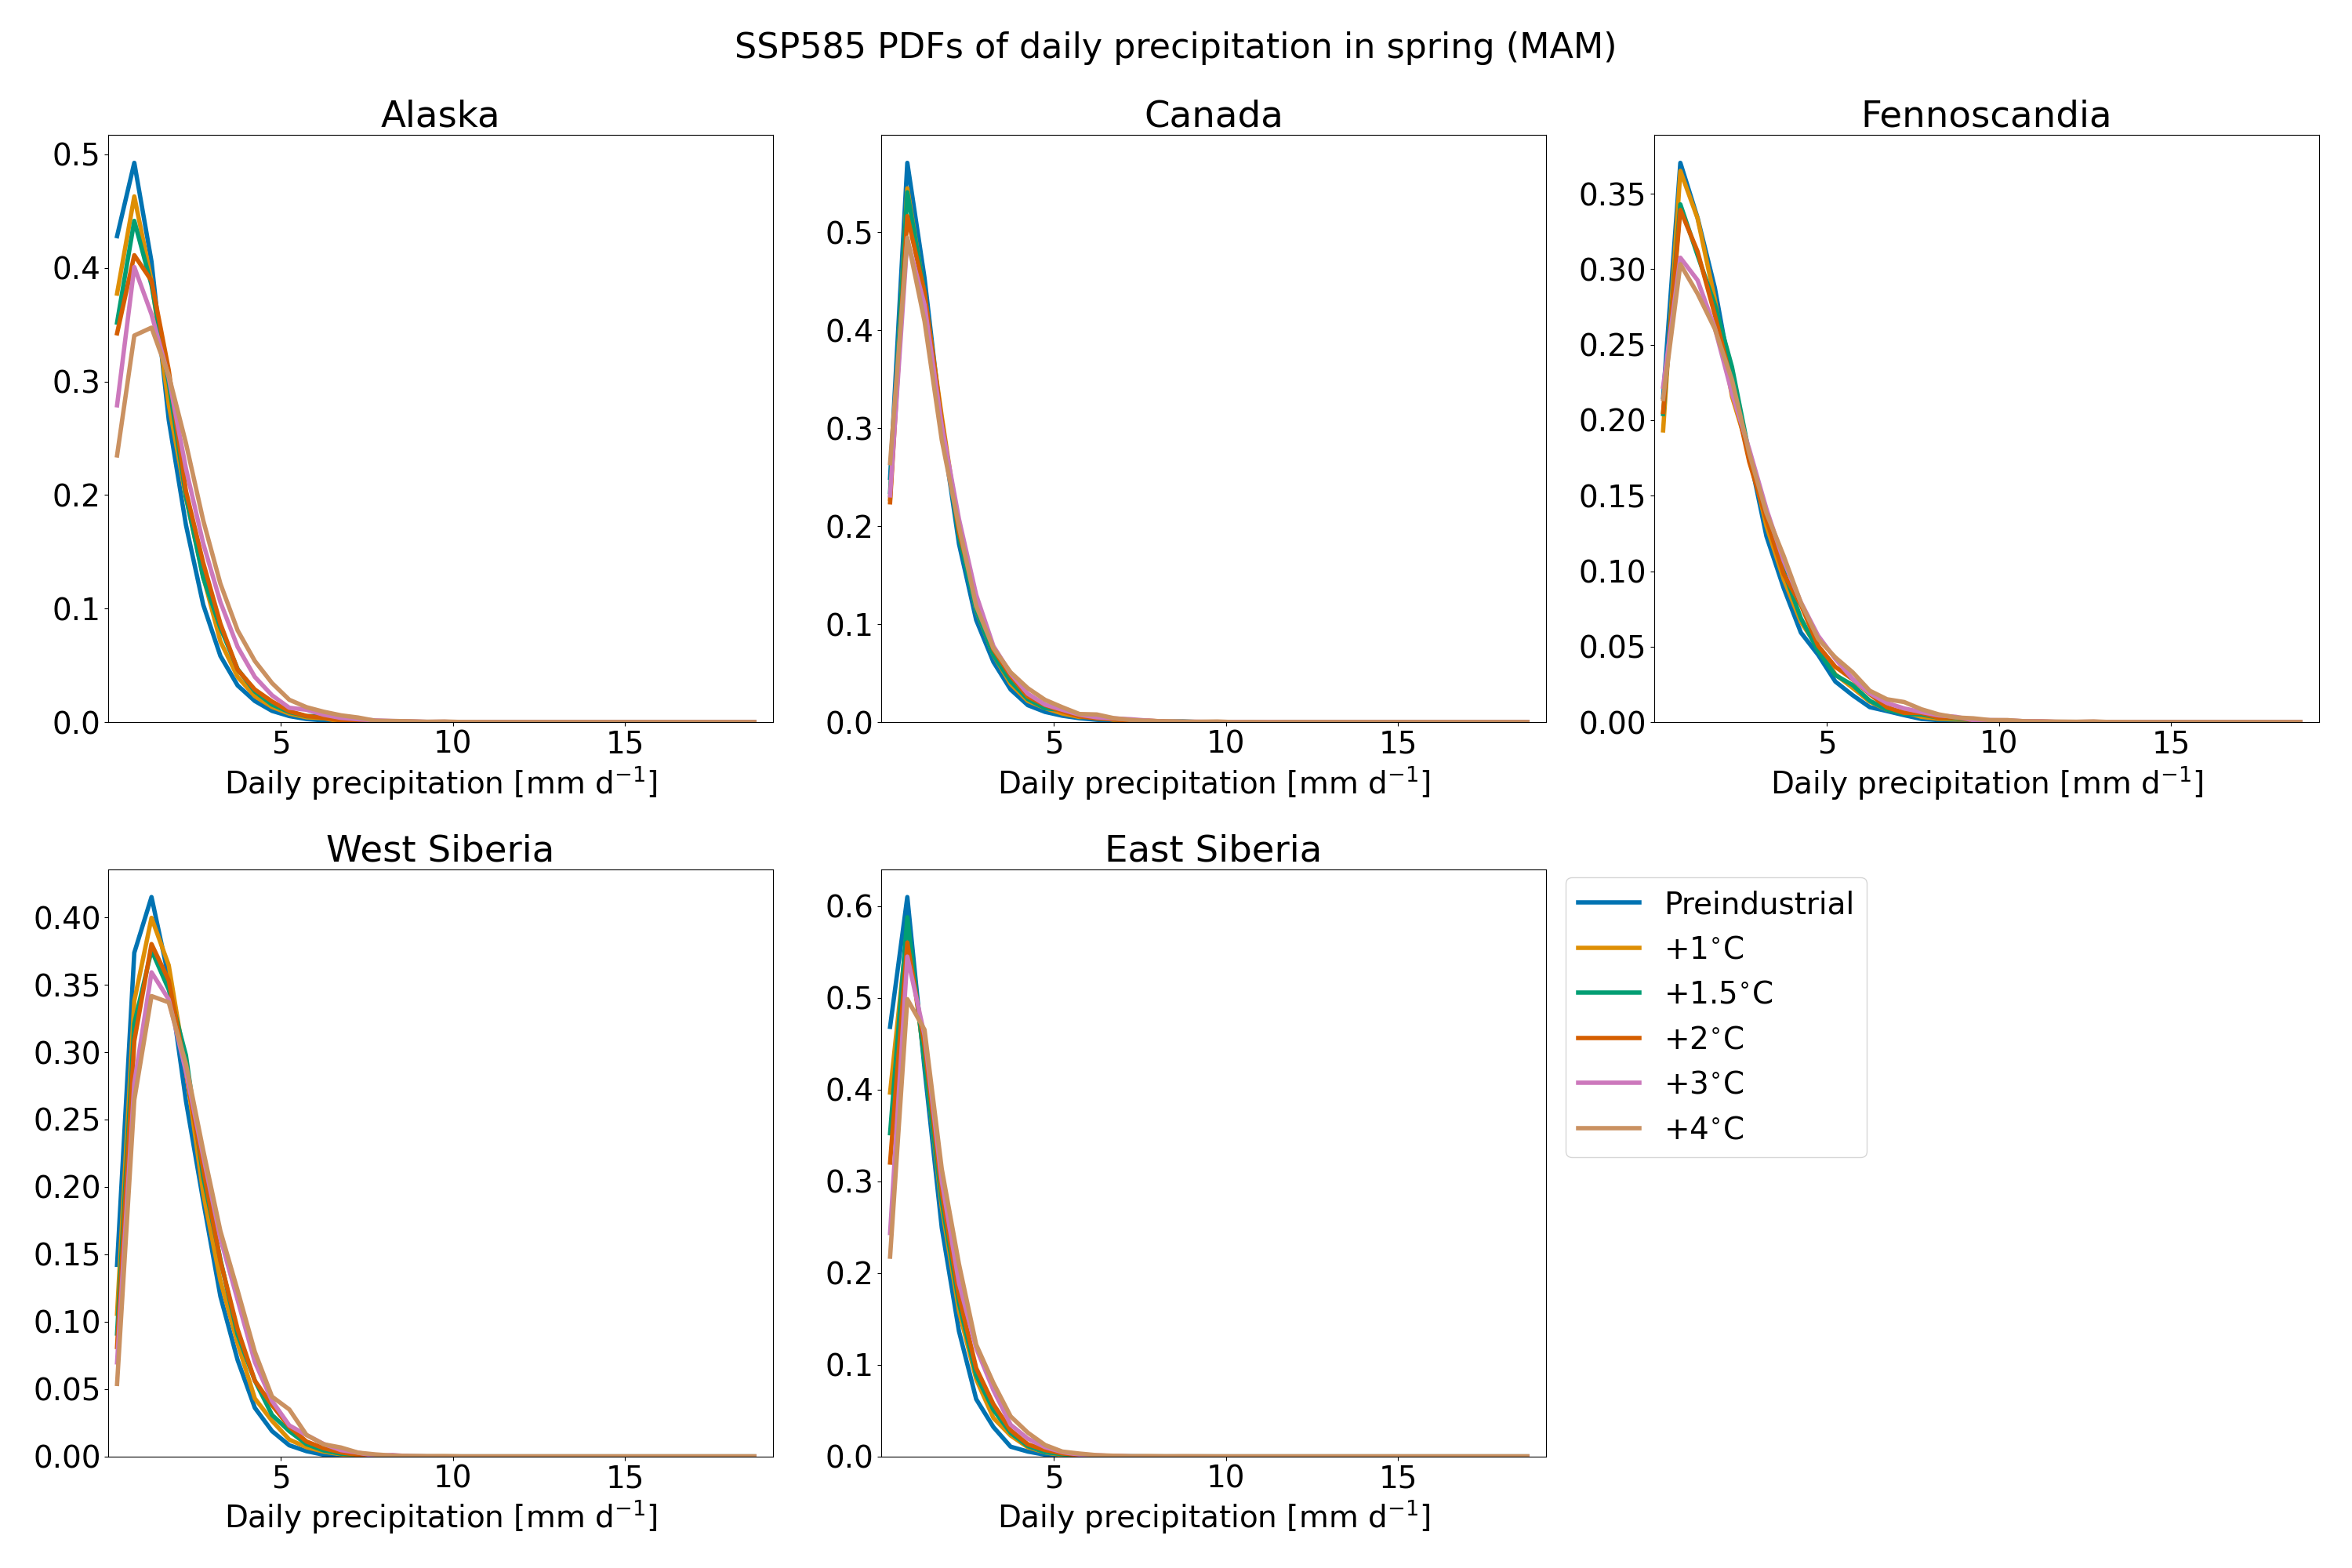 SSP585 PDFs of daily precipitation in spring (MAM)
Alaska
0.5
0.4
0.3
0.2
0.1
0.0
5 10 15
Daily precipitation [mm d⁻¹]
Canada
0.5
0.4
0.3
0.2
0.1
0.0
5 10 15
Daily precipitation [mm d⁻¹]
Fennoscandia
0.35
0.30
0.25
0.20
0.15
0.10
0.05
0.00
5 10 15
Daily precipitation [mm d⁻¹]
West Siberia
0.40
0.35
0.30
0.25
0.20
0.15
0.10
0.05
0.00
5 10 15
Daily precipitation [mm d⁻¹]
East Siberia
0.6
0.5
0.4
0.3
0.2
0.1
0.0
5 10 15
Daily precipitation [mm d⁻¹]
Preindustrial
+1°C
+1.5°C
+2°C
+3°C
+4°C